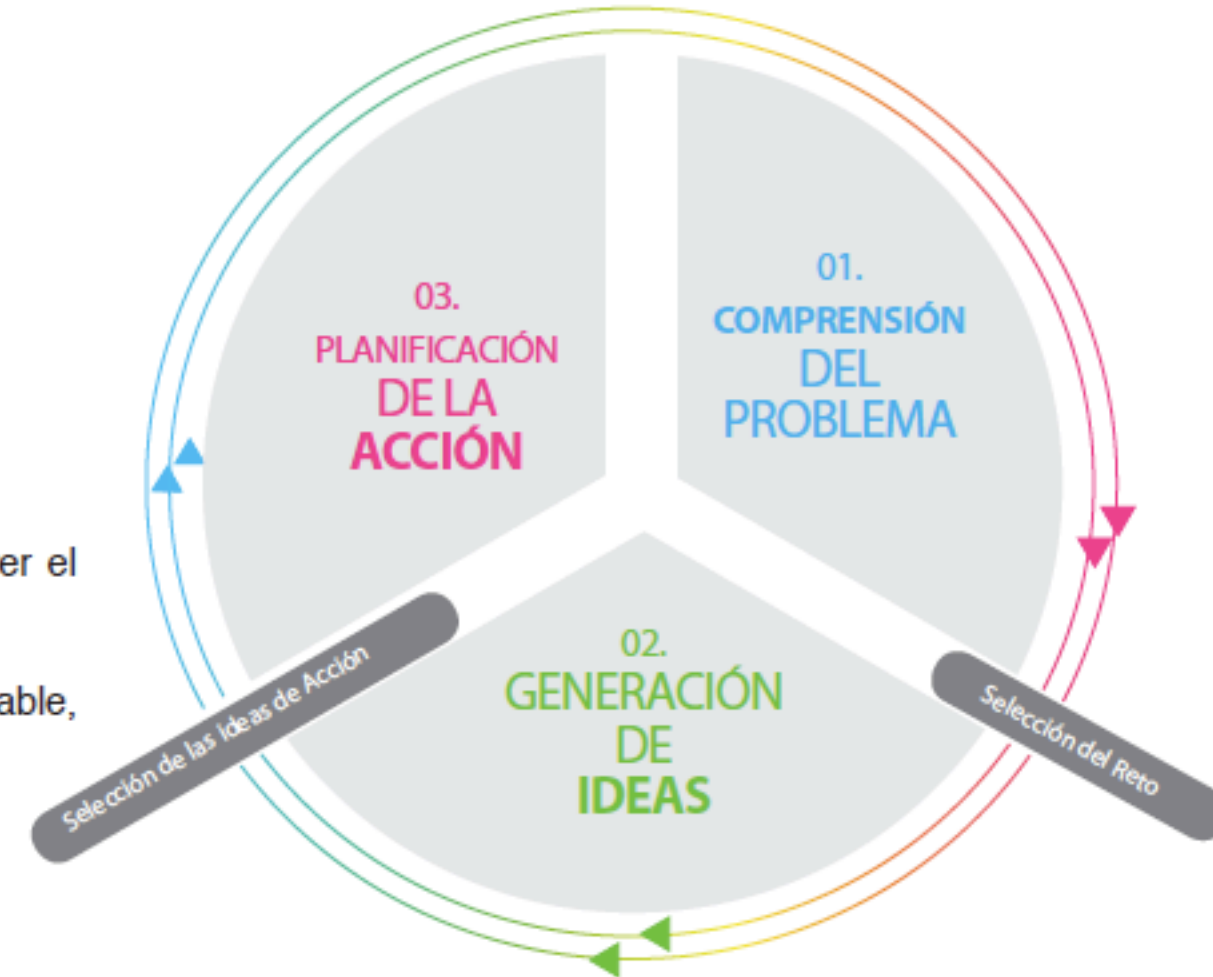 01.
COMPRENSIÓN
DEL
PROBLEMA
03.
PLANIFICACIÓN
DE LA
ACCIÓN
er el
able,
02.
GENERACIÓN
DE
IDEAS
Selección de las Ideas de Acción
Selección del Reto